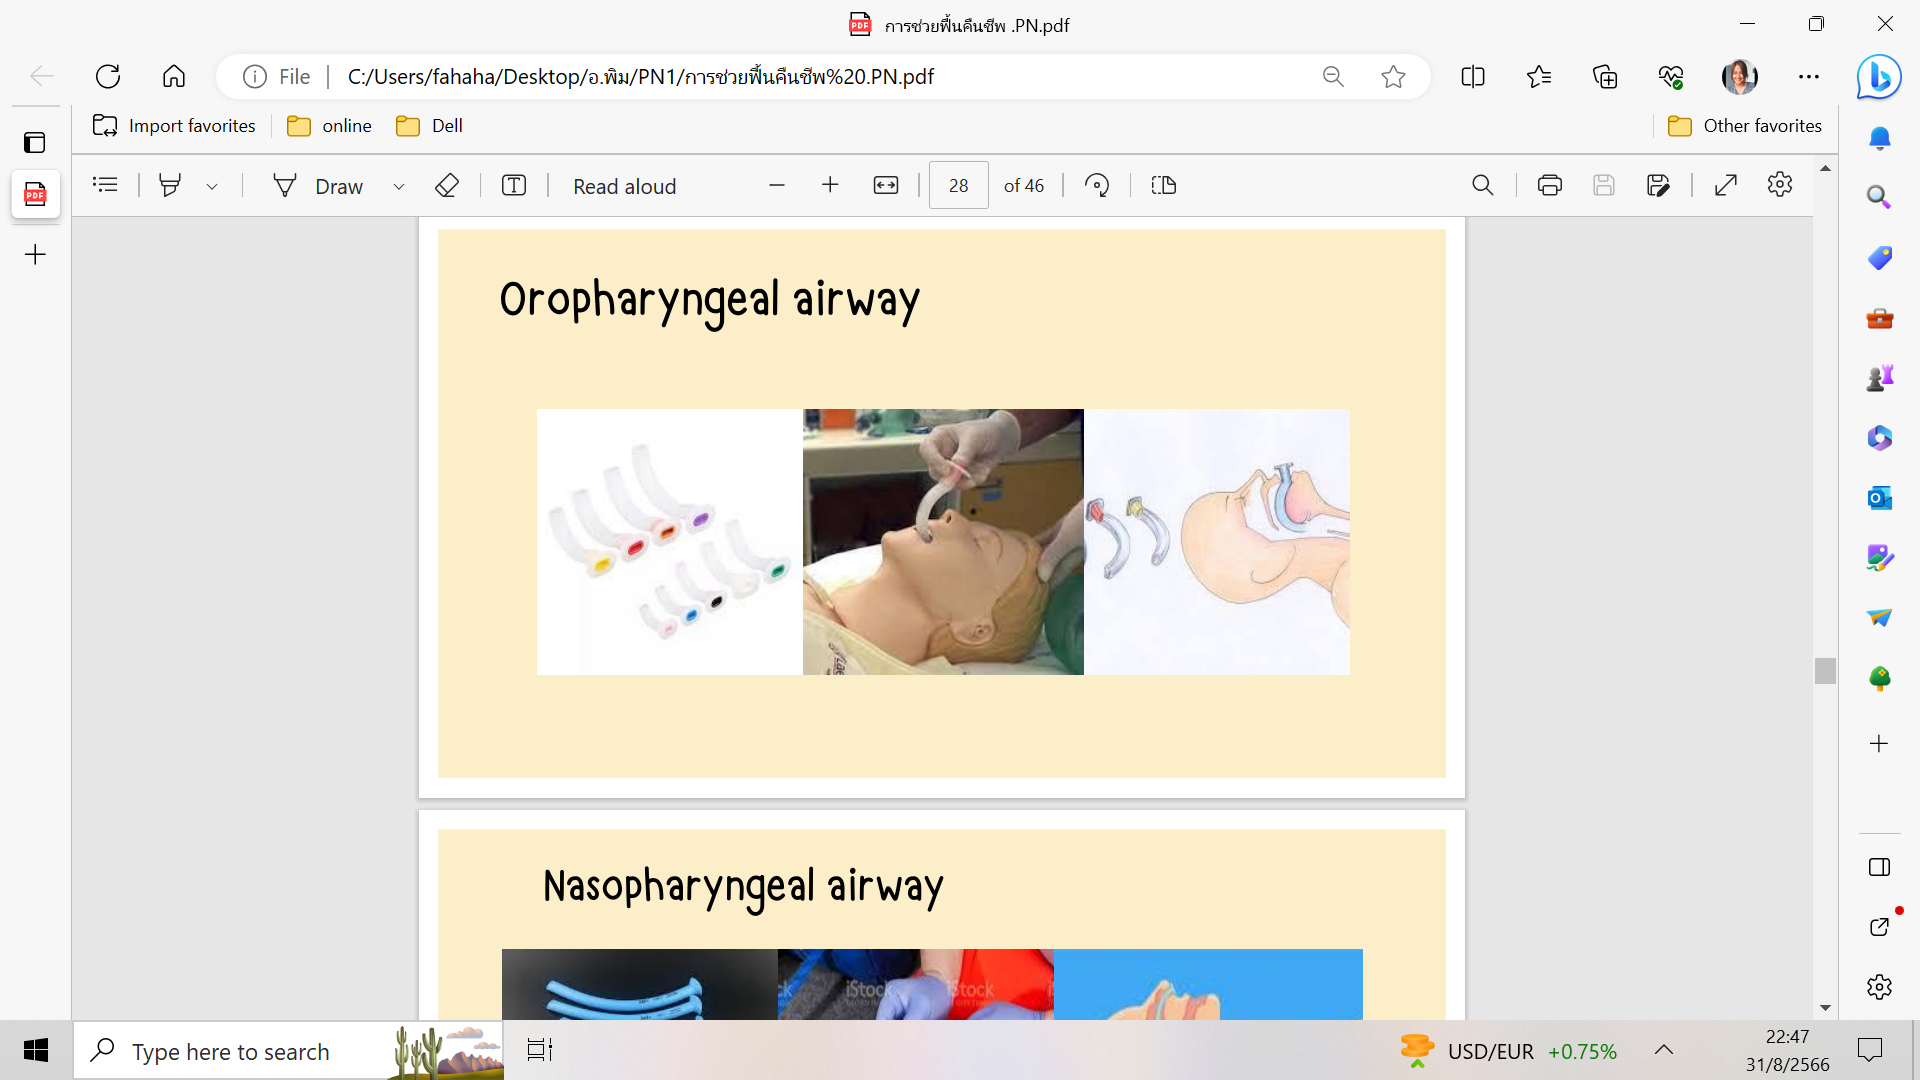 การช่วยฟื้นคืนชีพ .PN.pdf
File
C:/Users/fahaha/Desktop/อ.พิม/PN1/การช่วยฟื้นคืนชีพ%20.PN.pdf
Import favorites
online
Dell
Other favorites
Draw
Read aloud
28
of 46
Oropharyngeal airway
Nasopharyngeal airway
iStock
iStock
Type here to search
USD/EUR +0.75%
22:47
31/8/2566